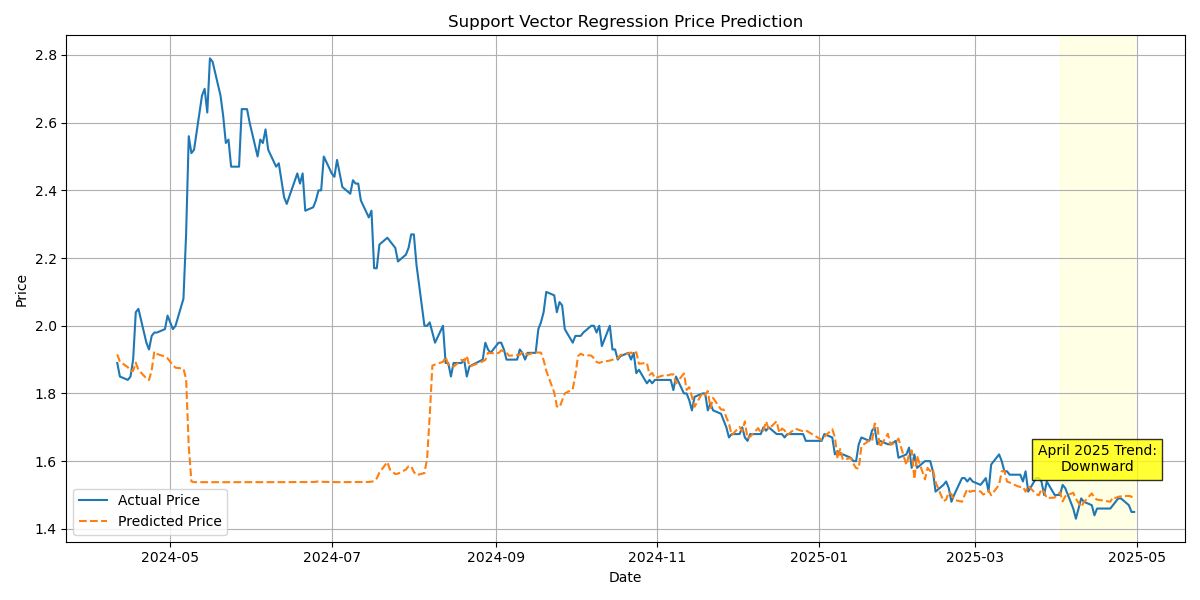 Support Vector Regression Price Prediction
Price
2.8
2.6
2.4
2.2
2.0
1.8
1.6
1.4
April 2025 Trend:
Downward
Actual Price
Predicted Price
2024-05
2024-07
2024-09
2024-11
2025-01
2025-03
2025-05
Date